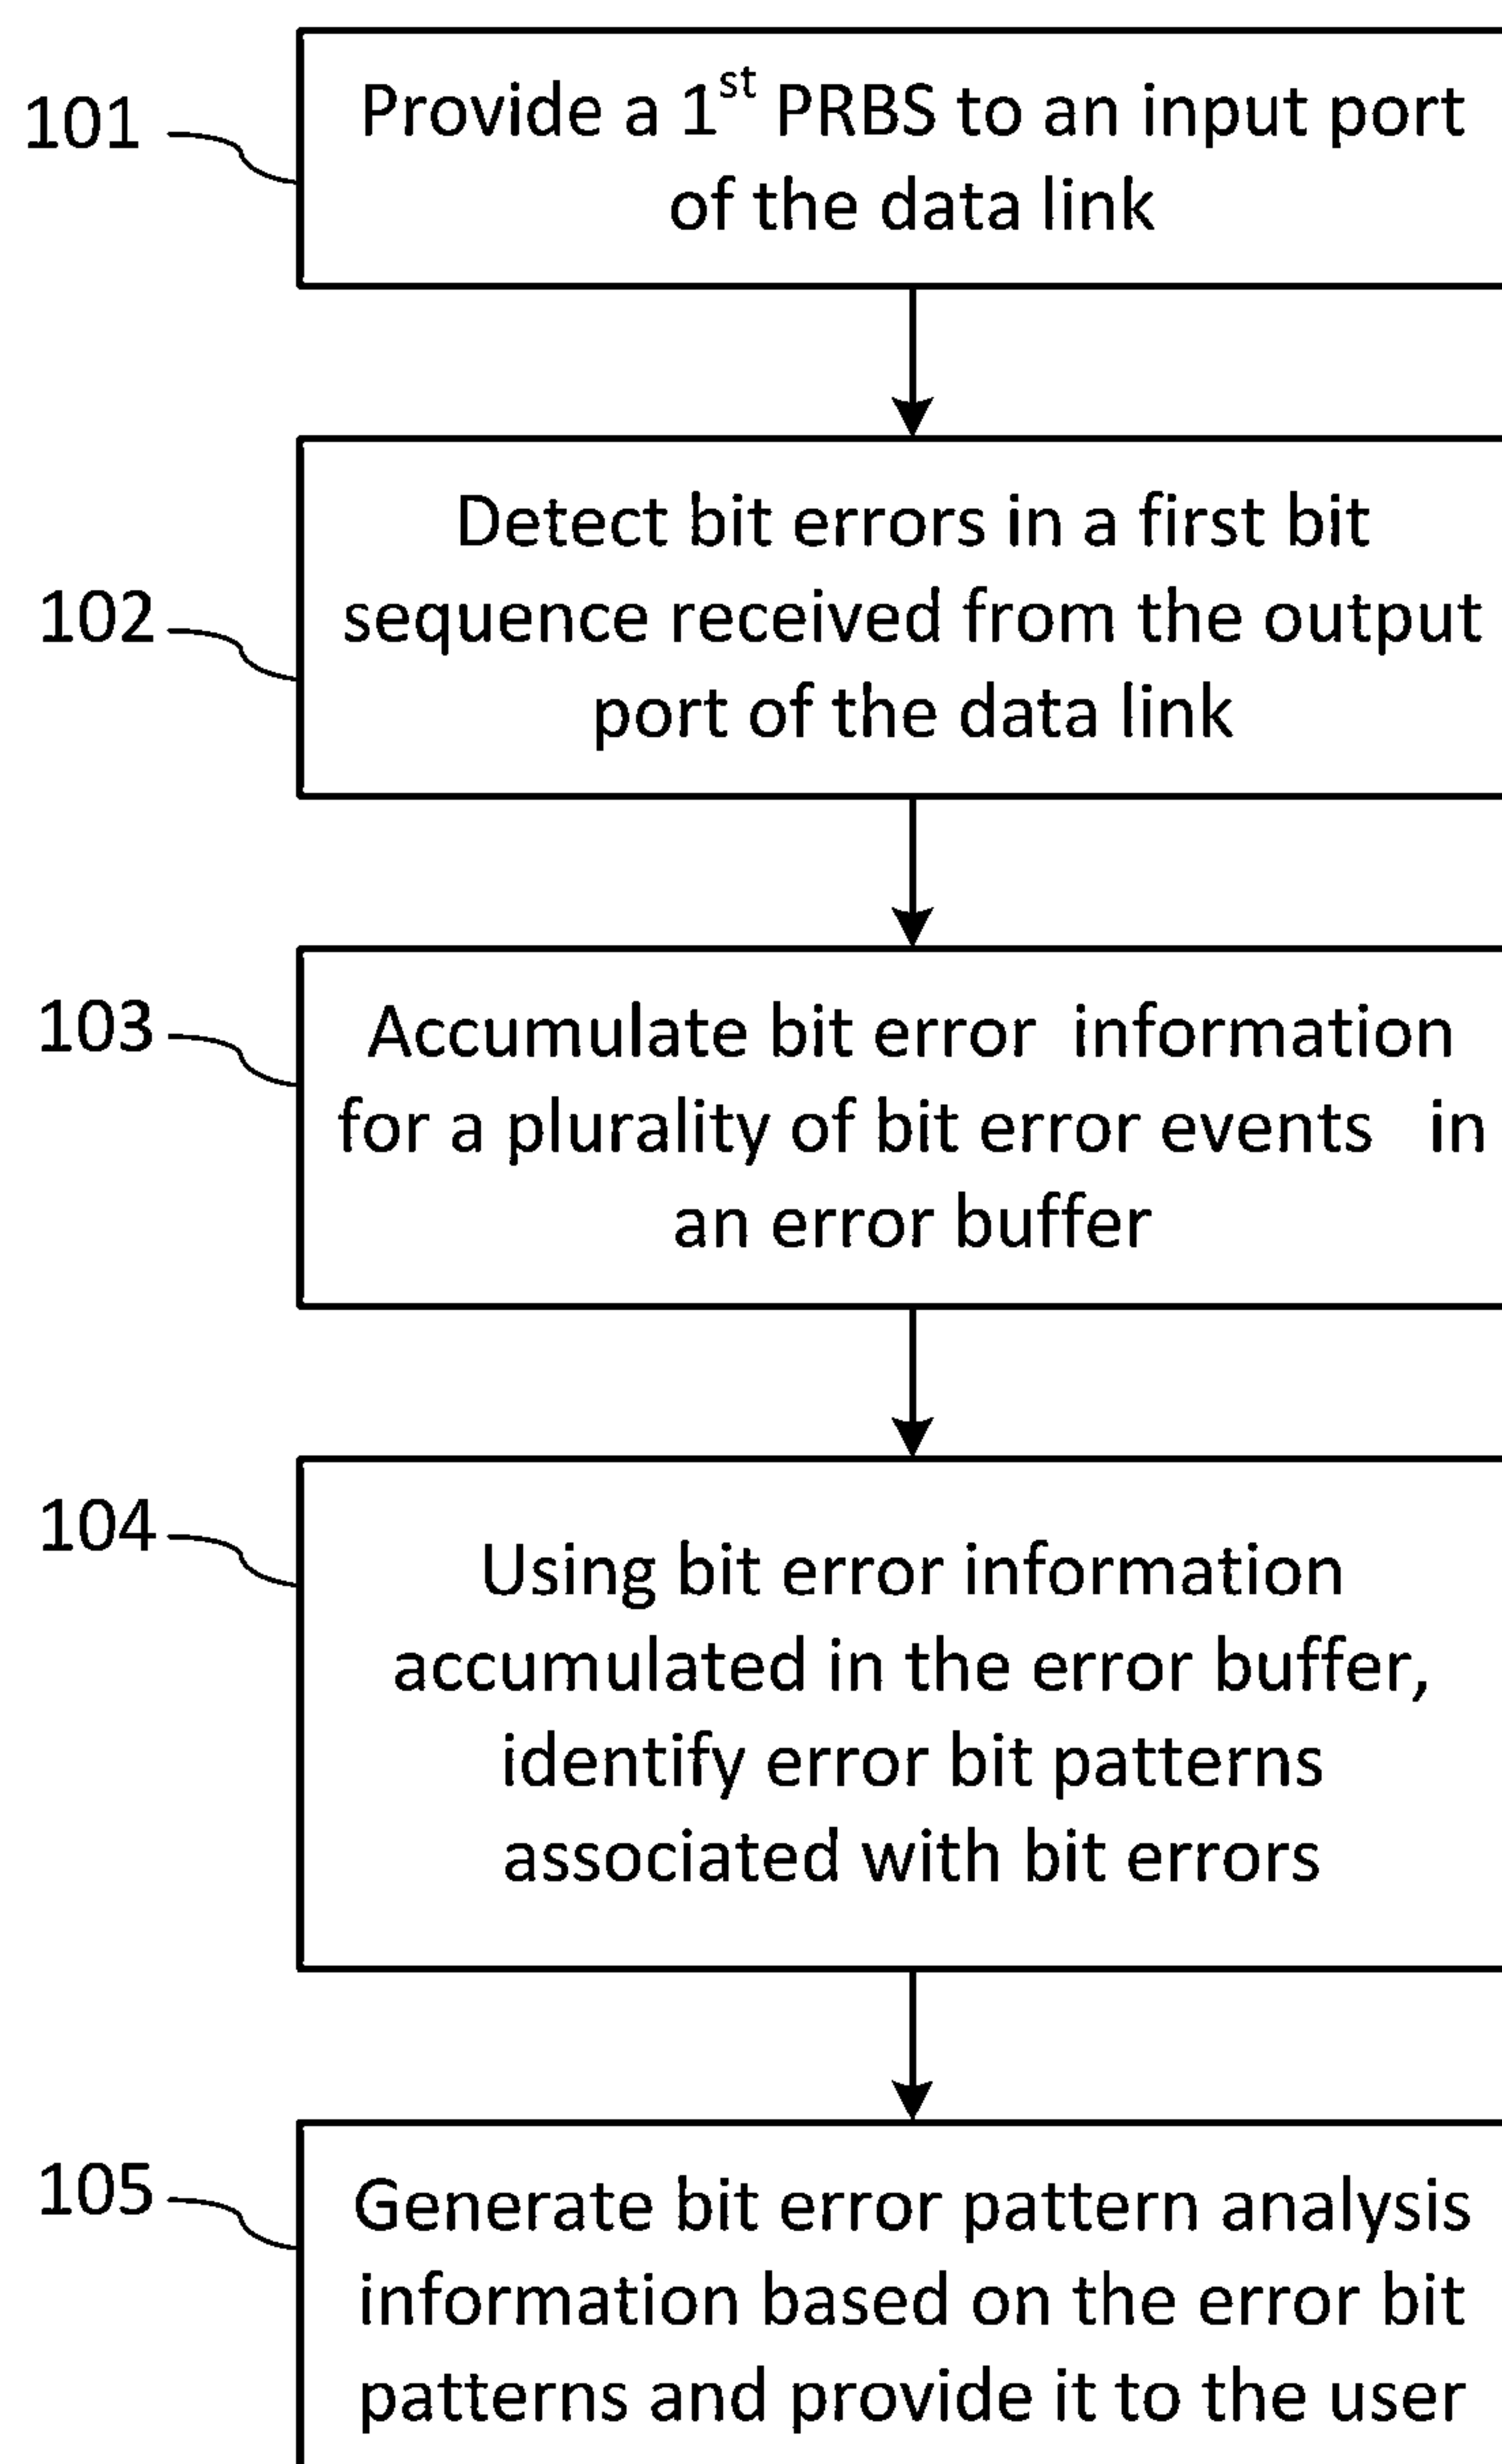 101
Provide a 1st PRBS to an input port
of the data link
102
Detect bit errors in a first bit
sequence received from the output
port of the data link
103
Accumulate bit error information
for a plurality of bit error events in
an error buffer
104
Using bit error information
accumulated in the error buffer,
identify error bit patterns
associated with bit errors
105
Generate bit error pattern analysis
information based on the error bit
patterns and provide it to the user